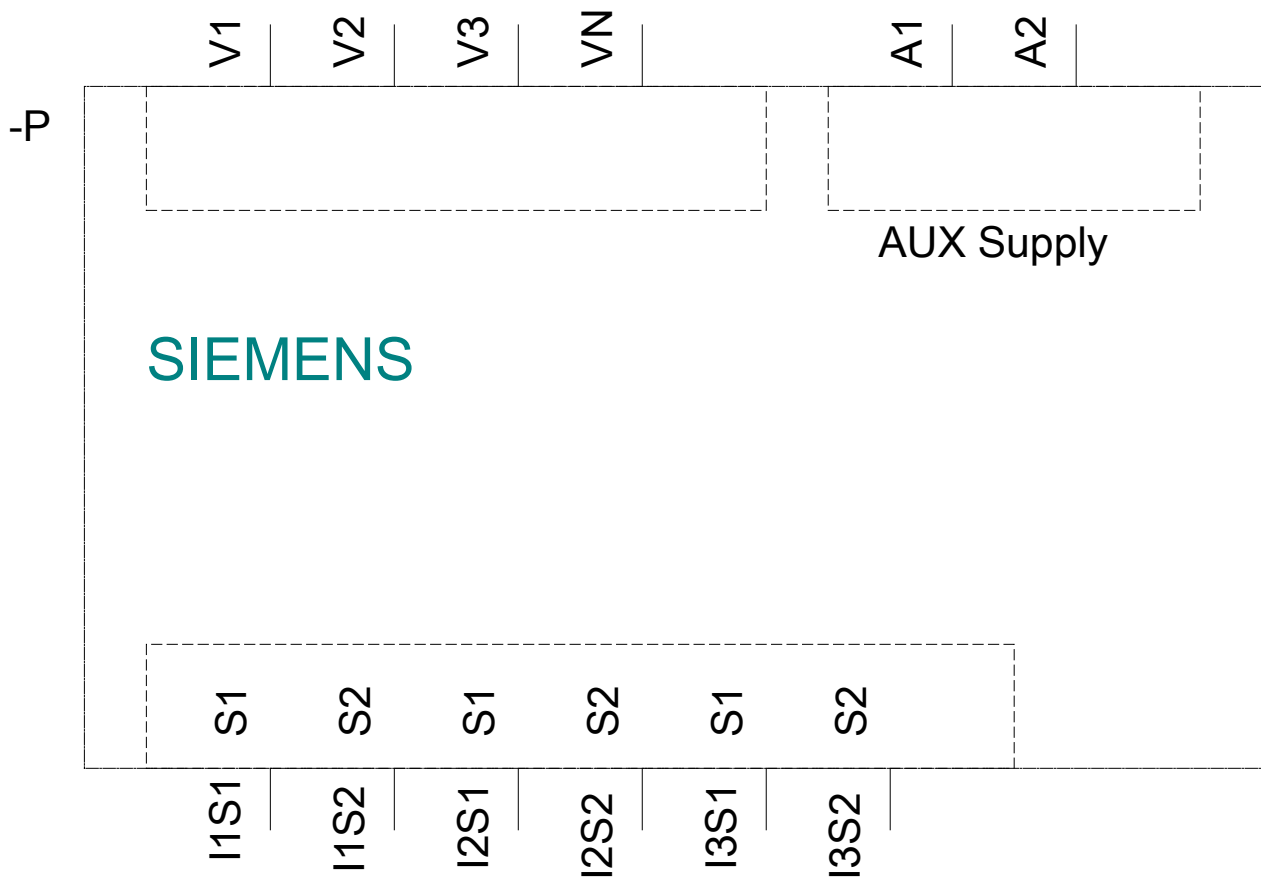 V1 V2 V3 VN A1 A2
-P
AUX Supply
SIEMENS
S1 S2 S1 S2 S1 S2
I1S1 I1S2 I2S1 I2S2 I3S1 I3S2